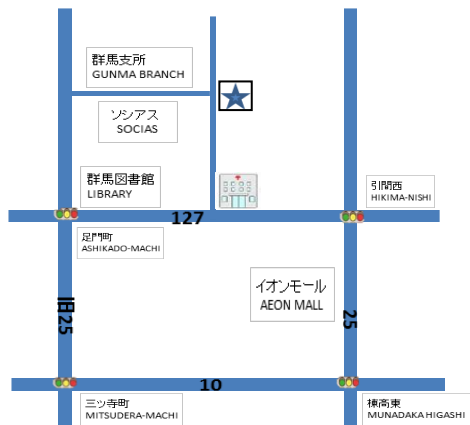 群馬支所
GUNMA BRANCH
ソシアス
SOCIAS
群馬図書館
LIBRARY
引間西
HIKIMA-NISHI
127
足門町
ASHIKADO-MACHI
イオンモール
AEON MALL
旧25
25
10
三ッ寺町
MITSUDERA-MACHI
棟高東
MUNADAKA HIGASHI